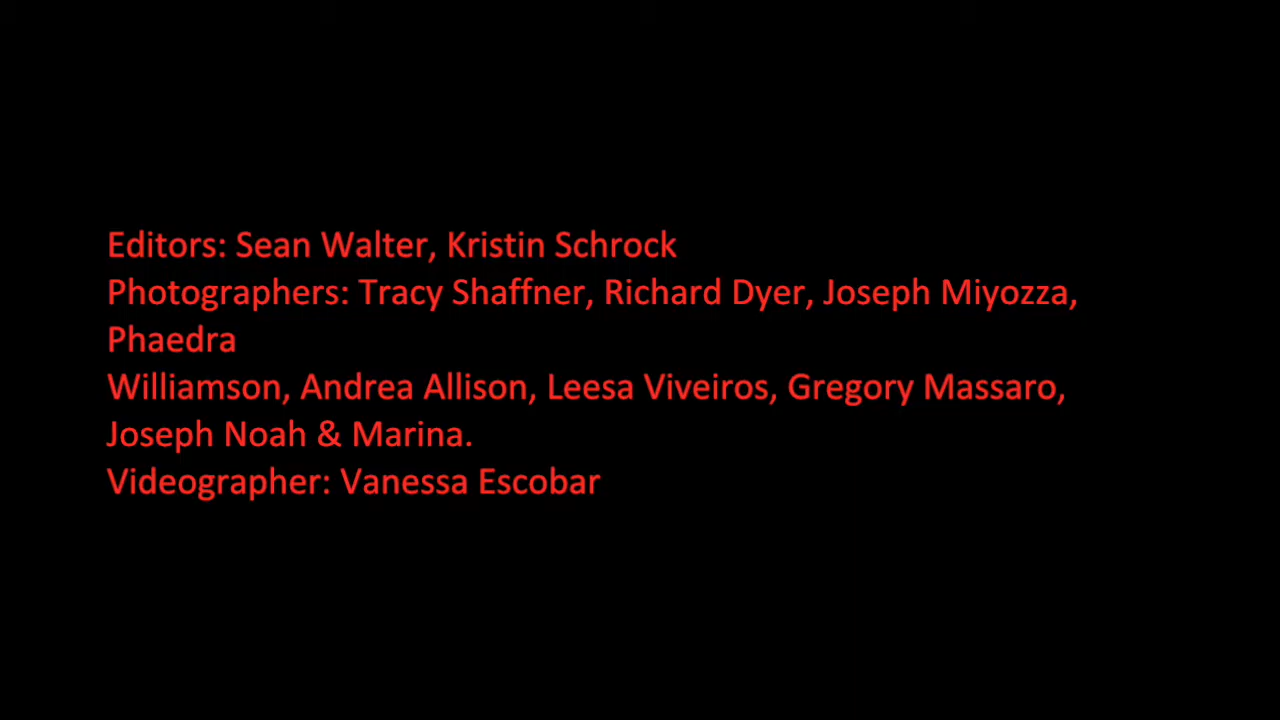 Editors: Sean Walter, Kristin Schrock
Photographers: Tracy Shaffner, Richard Dyer, Joseph Miyozza,
Phaedra
Williamson, Andrea Allison, Leesa Viveiros, Gregory Massaro,
Joseph Noah & Marina.
Videographer: Vanessa Escobar